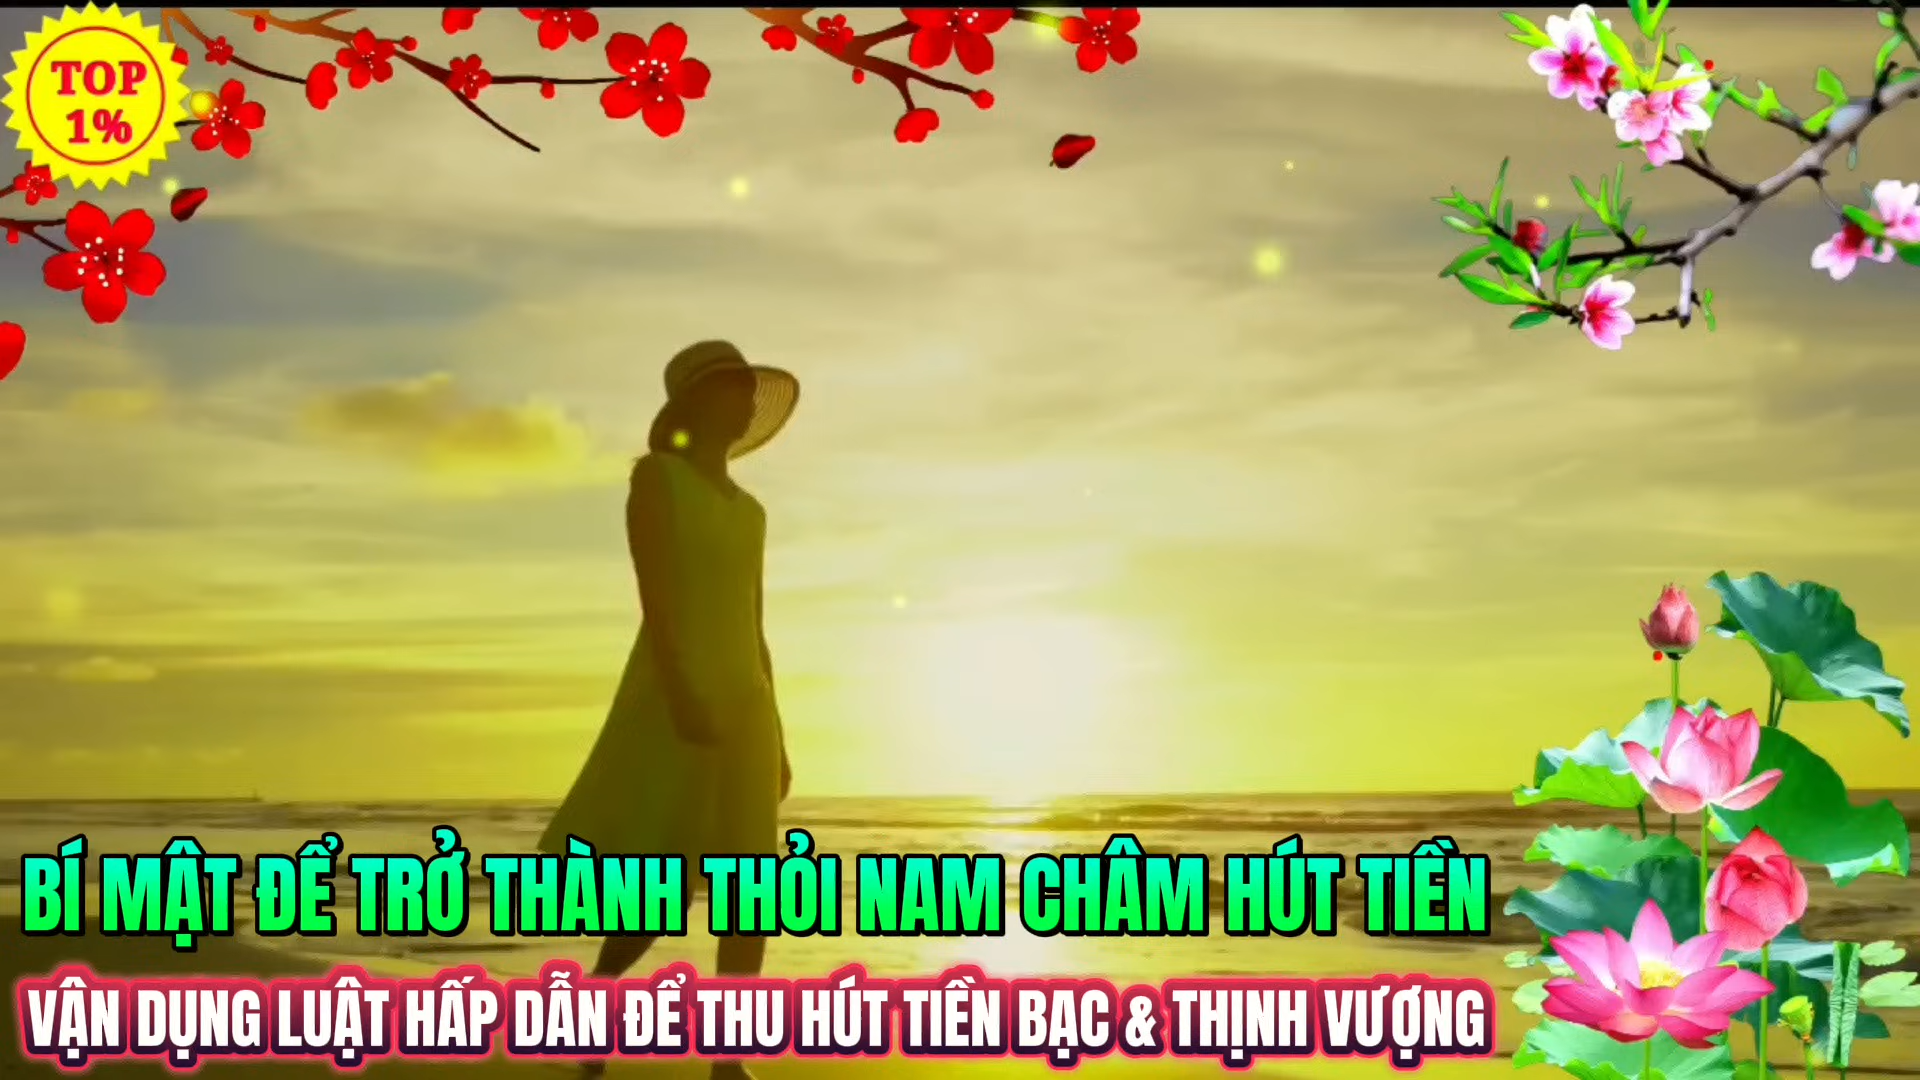 TOP
1%
BÍ MẬT ĐỂ TRỞ THÀNH THỎI NAM CHÂM HÚT TIỀN
VẬN DỤNG LUẬT HẤP DẪN ĐỂ THU HÚT TIỀN BẠC & THỊNH VƯỢNG